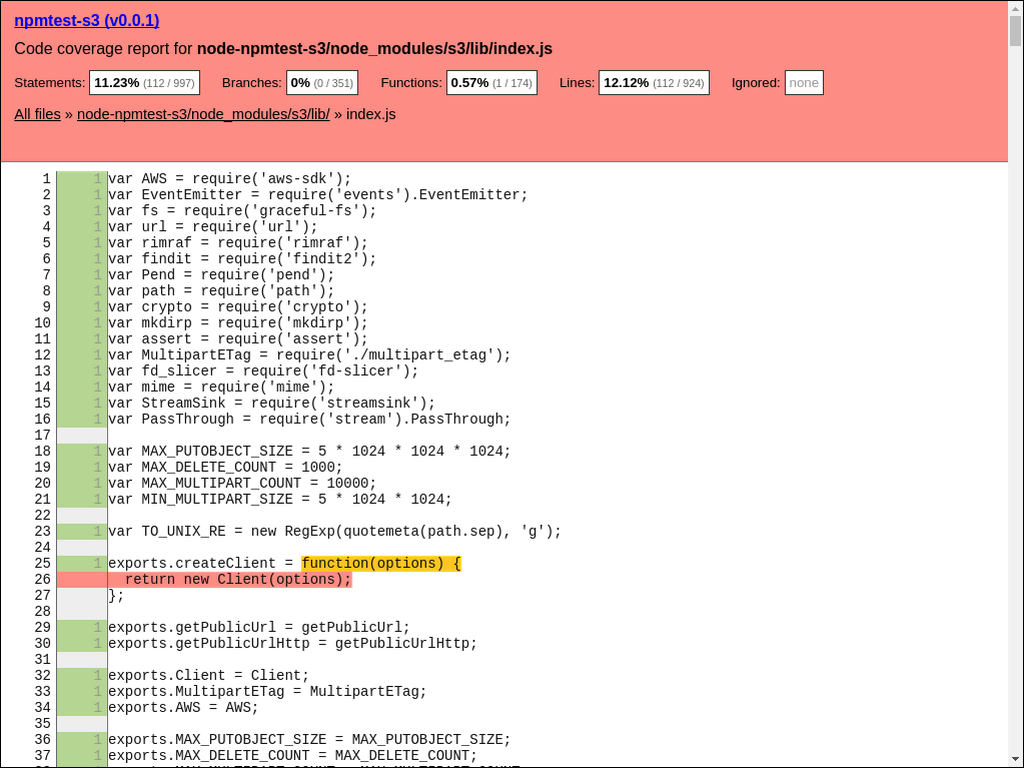 npmtest-s3 (v0.0.1)
Code coverage report for node-npmtest-s3/node_modules/s3/lib/index.js
Statements: 11.23% (112 / 997) Branches: 0% (0 / 351) Functions: 0.57% (1 / 174) Lines: 12.12% (112 / 924) Ignored: none
All files » node-npmtest-s3/node_modules/s3/lib/ » index.js
1 1 var AWS = require('aws-sdk');
2 1 var EventEmitter = require('events').EventEmitter;
3 1 var fs = require('graceful-fs');
4 1 var url = require('url');
5 1 var rimraf = require('rimraf');
6 1 var findit = require('findit2');
7 1 var Pend = require('pend');
8 1 var path = require('path');
9 1 var crypto = require('crypto');
10 1 var mkdirp = require('mkdirp');
11 1 var assert = require('assert');
12 1 var MultipartETag = require('./multipart_etag');
13 1 var fd_slicer = require('fd-slicer');
14 1 var mime = require('mime');
15 1 var StreamSink = require('streamsink');
16 1 var PassThrough = require('stream').PassThrough;
17
18 1 var MAX_PUTOBJECT_SIZE = 5 * 1024 * 1024 * 1024;
19 1 var MAX_DELETE_COUNT = 1000;
20 1 var MAX_MULTIPART_COUNT = 10000;
21 1 var MIN_MULTIPART_SIZE = 5 * 1024 * 1024;
22
23 1 var TO_UNIX_RE = new RegExp(quotemeta(path.sep), 'g');
24
25 1 exports.createClient = function(options) {
26 return new Client(options);
27 };
28
29 1 exports.getPublicUrl = getPublicUrl;
30 1 exports.getPublicUrlHttp = getPublicUrlHttp;
31
32 1 exports.Client = Client;
33 1 exports.MultipartETag = MultipartETag;
34 1 exports.AWS = AWS;
35
36 1 exports.MAX_PUTOBJECT_SIZE = MAX_PUTOBJECT_SIZE;
37 1 exports.MAX_DELETE_COUNT = MAX_DELETE_COUNT;